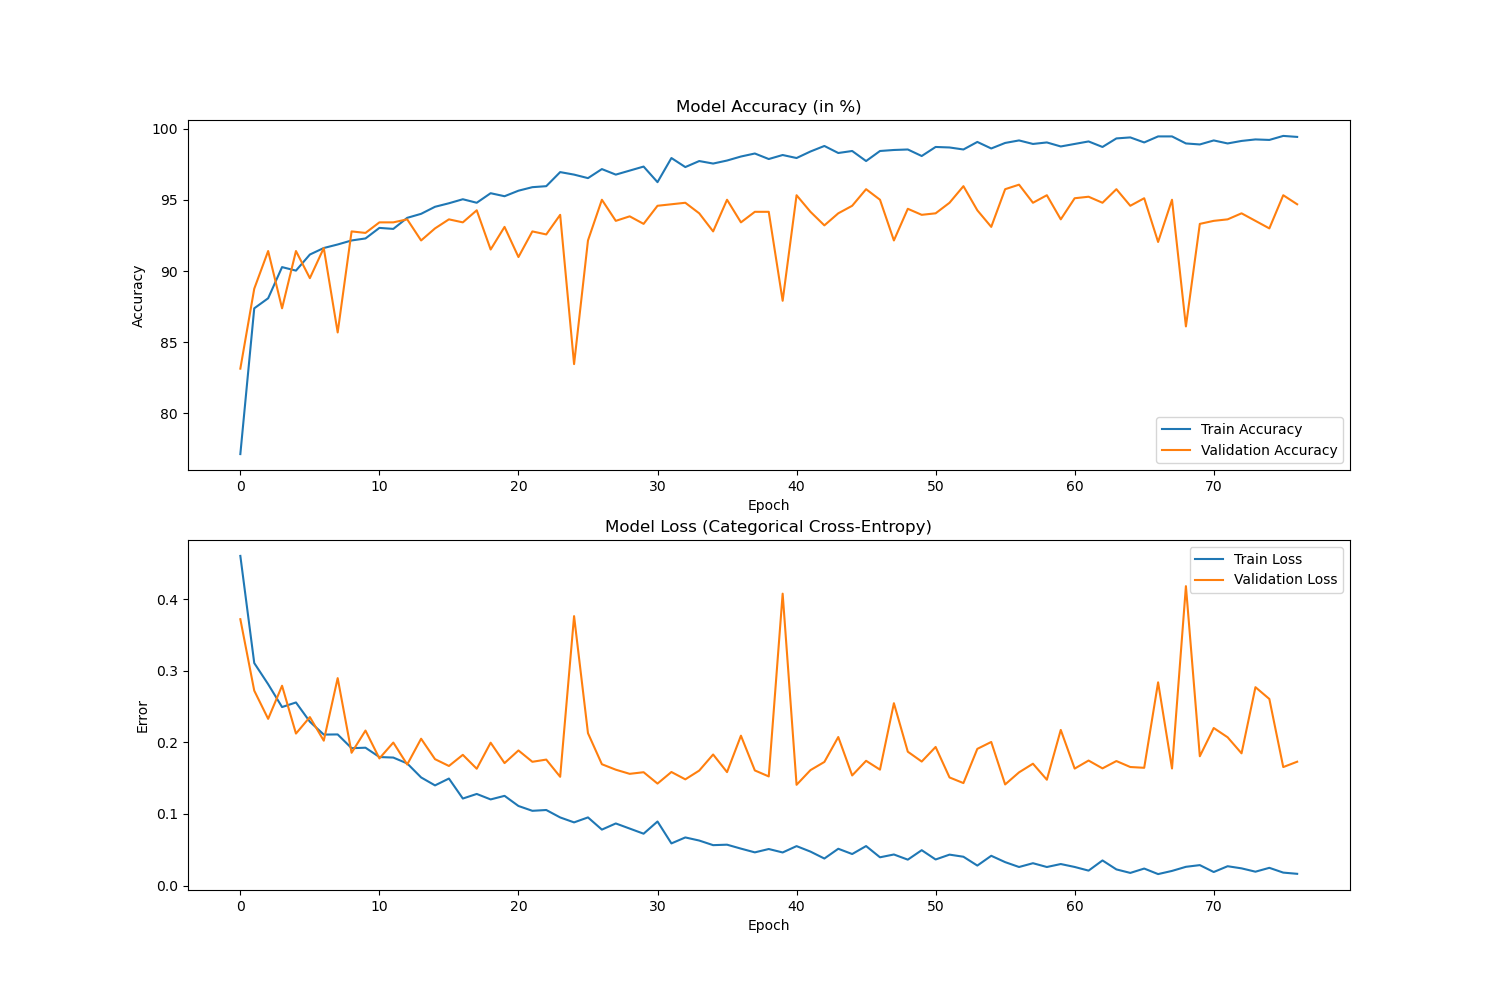 Model Accuracy (in %)
100
95
90
85
80
Accuracy
Train Accuracy
Validation Accuracy
0 10 20 30 40 50 60 70
Epoch
Model Loss (Categorical Cross-Entropy)
Train Loss
Validation Loss
0.4
0.3
0.2
0.1
0.0
Error
0 10 20 30 40 50 60 70
Epoch